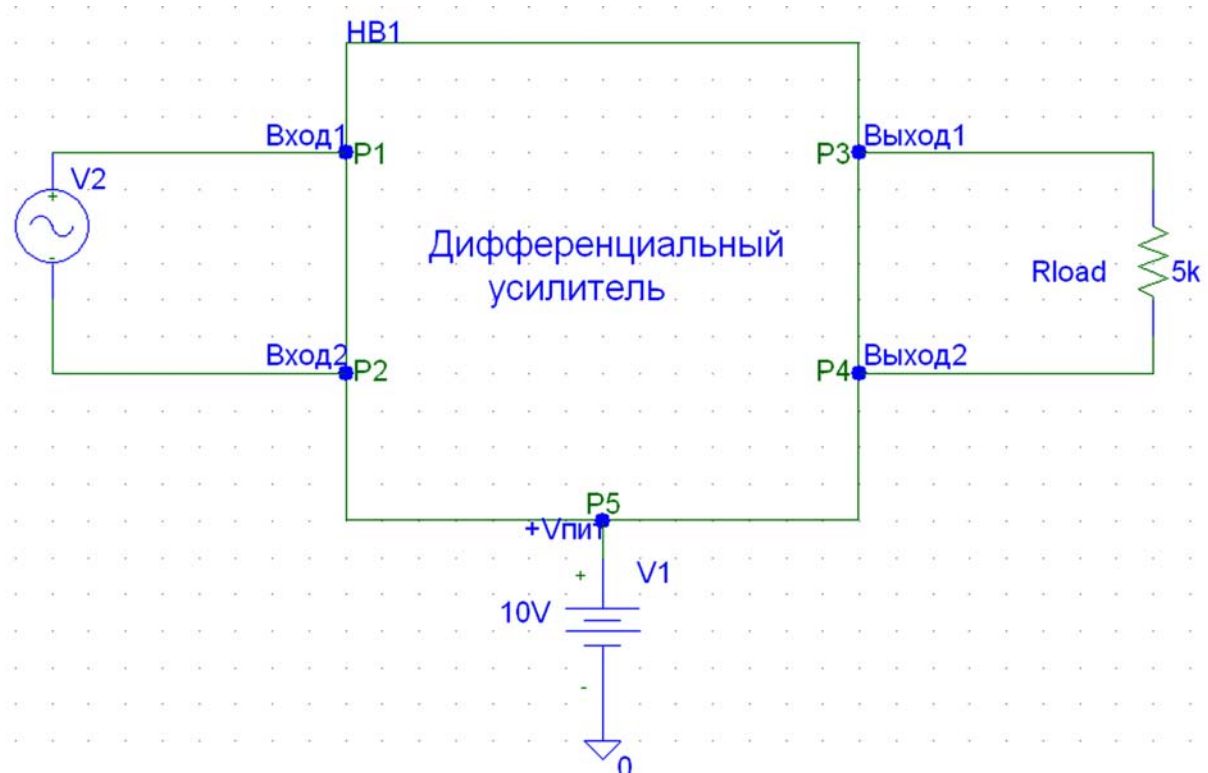 HB1
Вход1
P1
P3
Выход1
V2
+
-
Дифференциальный
усилитель
Rload
5k
Вход2
P2
P4
Выход2
P5
+Vпит
+
V1
10V
-
0